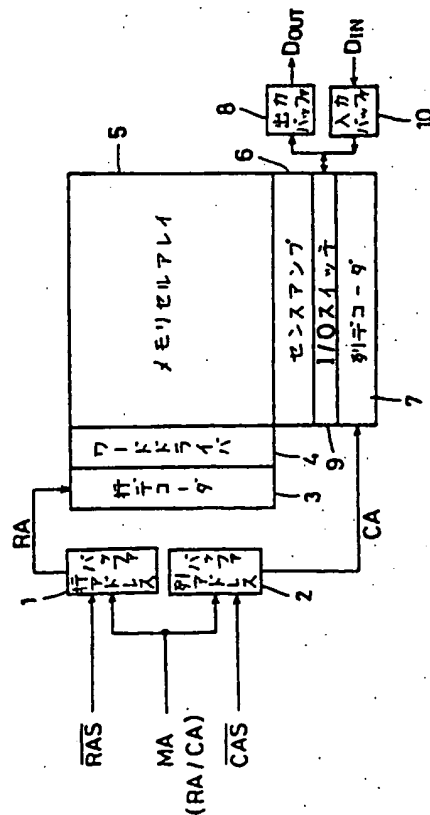 RAS
MA
(RA/CA)
CAS
1
行アドレス
バッファ
列アドレス
バッファ
2
RA
CA
行デコーダ
3
ワードドライバ
4
メモリセルアレイ
5
センスアンプ
6
I/Oスイッチ
9
列デコーダ
7
8
出力
バッファ
DOUT
入力
バッファ
10
DIN